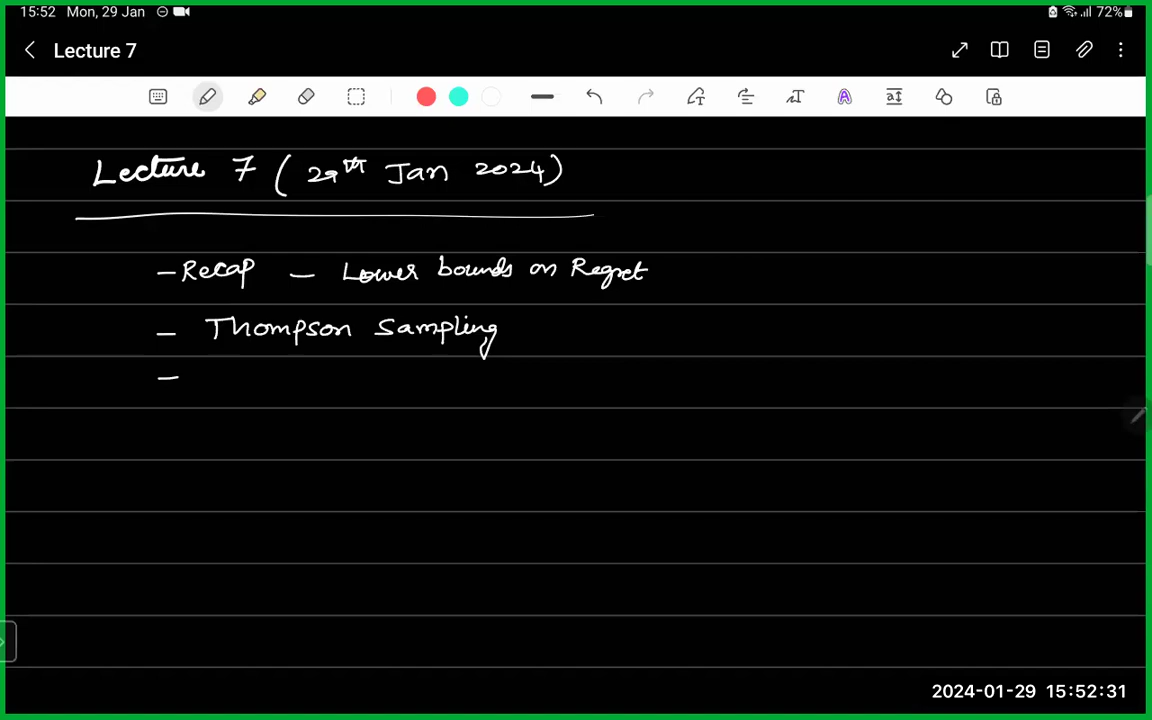 15:52 Mon, 29 Jan 72%
Lecture 7
Lecture 7 ( 29th Jan 2024)
- Recap - Lower bounds on Regret
- Thompson Sampling
-
2024-01-29 15:52:31